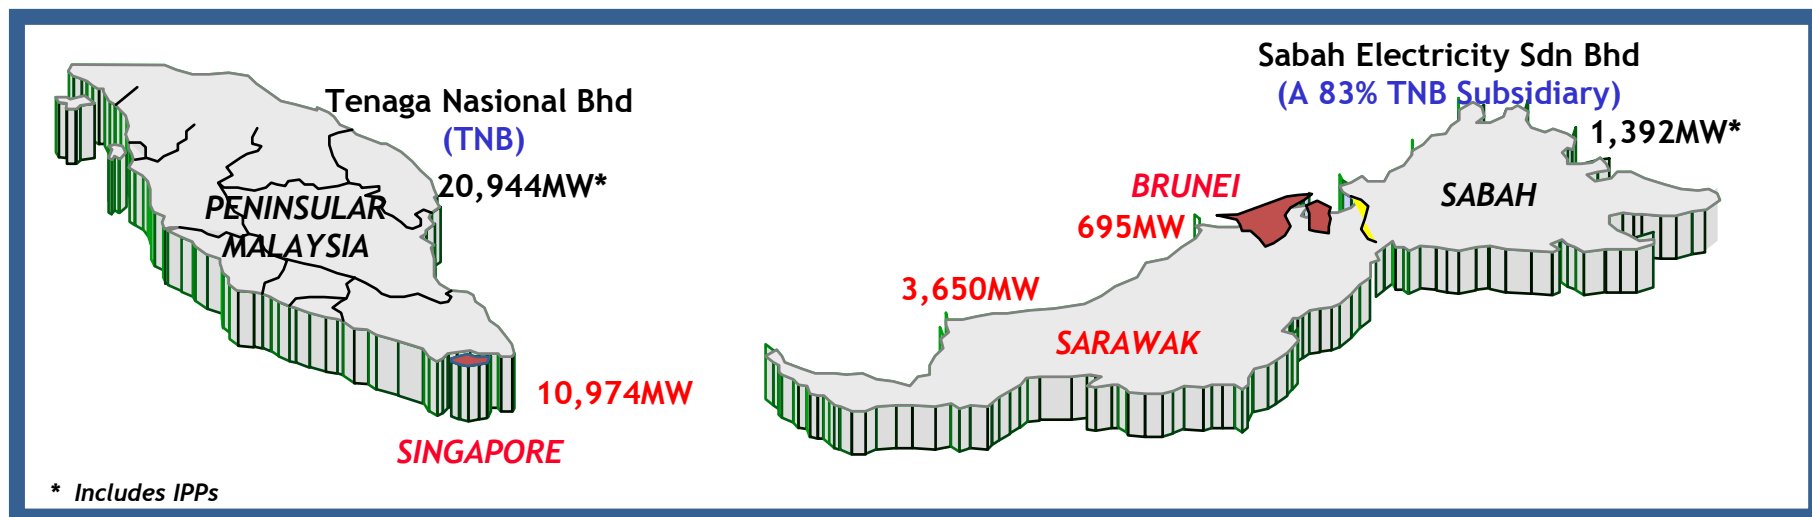 Tenaga Nasional Bhd
(TNB)
20,944MW*
PENINSULAR
MALAYSIA
10,974MW
SINGAPORE
* Includes IPPs
Sabah Electricity Sdn Bhd
(A 83% TNB Subsidiary)
1,392MW*
BRUNEI
695MW
SABAH
3,650MW
SARAWAK